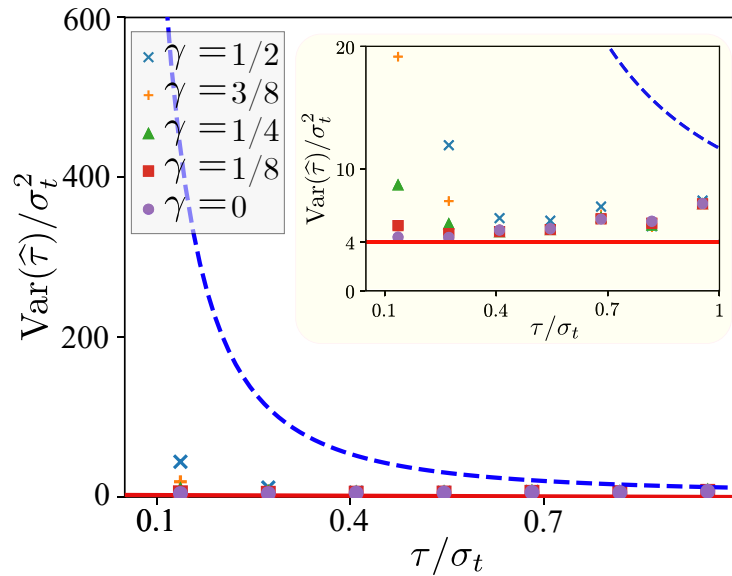 600
400
200
0
Var(τ̂)/σ_t^2
0.1
0.4
0.7
τ/σ_t
γ = 1/2
γ = 3/8
γ = 1/4
γ = 1/8
γ = 0
20
10
4
0
Var(τ̂)/σ_t^2
0.1
0.4
0.7
1
τ/σ_t